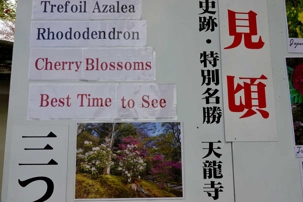 Trefoil Azalea
Rhododendron
Cherry Blossoms
Best Time to See
史跡・特別名勝 天龍寺
見頃
三つ